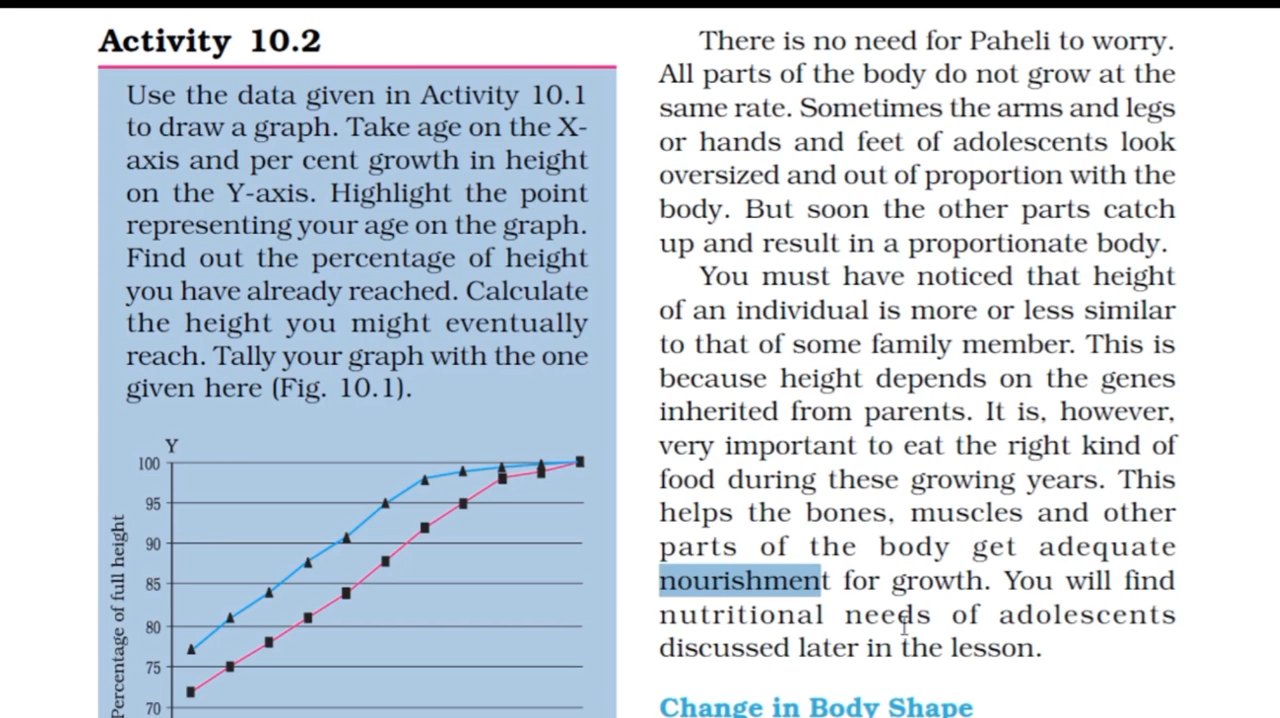 Activity 10.2
Use the data given in Activity 10.1
to draw a graph. Take age on the X-
axis and per cent growth in height
on the Y-axis. Highlight the point
representing your age on the graph.
Find out the percentage of height
you have already reached. Calculate
the height you might eventually
reach. Tally your graph with the one
given here (Fig. 10.1).
Y
100
95
90
85
80
75
70
Percentage of full height
There is no need for Paheli to worry.
All parts of the body do not grow at the
same rate. Sometimes the arms and legs
or hands and feet of adolescents look
oversized and out of proportion with the
body. But soon the other parts catch
up and result in a proportionate body.
You must have noticed that height
of an individual is more or less similar
to that of some family member. This is
because height depends on the genes
inherited from parents. It is, however,
very important to eat the right kind of
food during these growing years. This
helps the bones, muscles and other
parts of the body get adequate
nourishment for growth. You will find
nutritional needs of adolescents
discussed later in the lesson.
Change in Body Shape